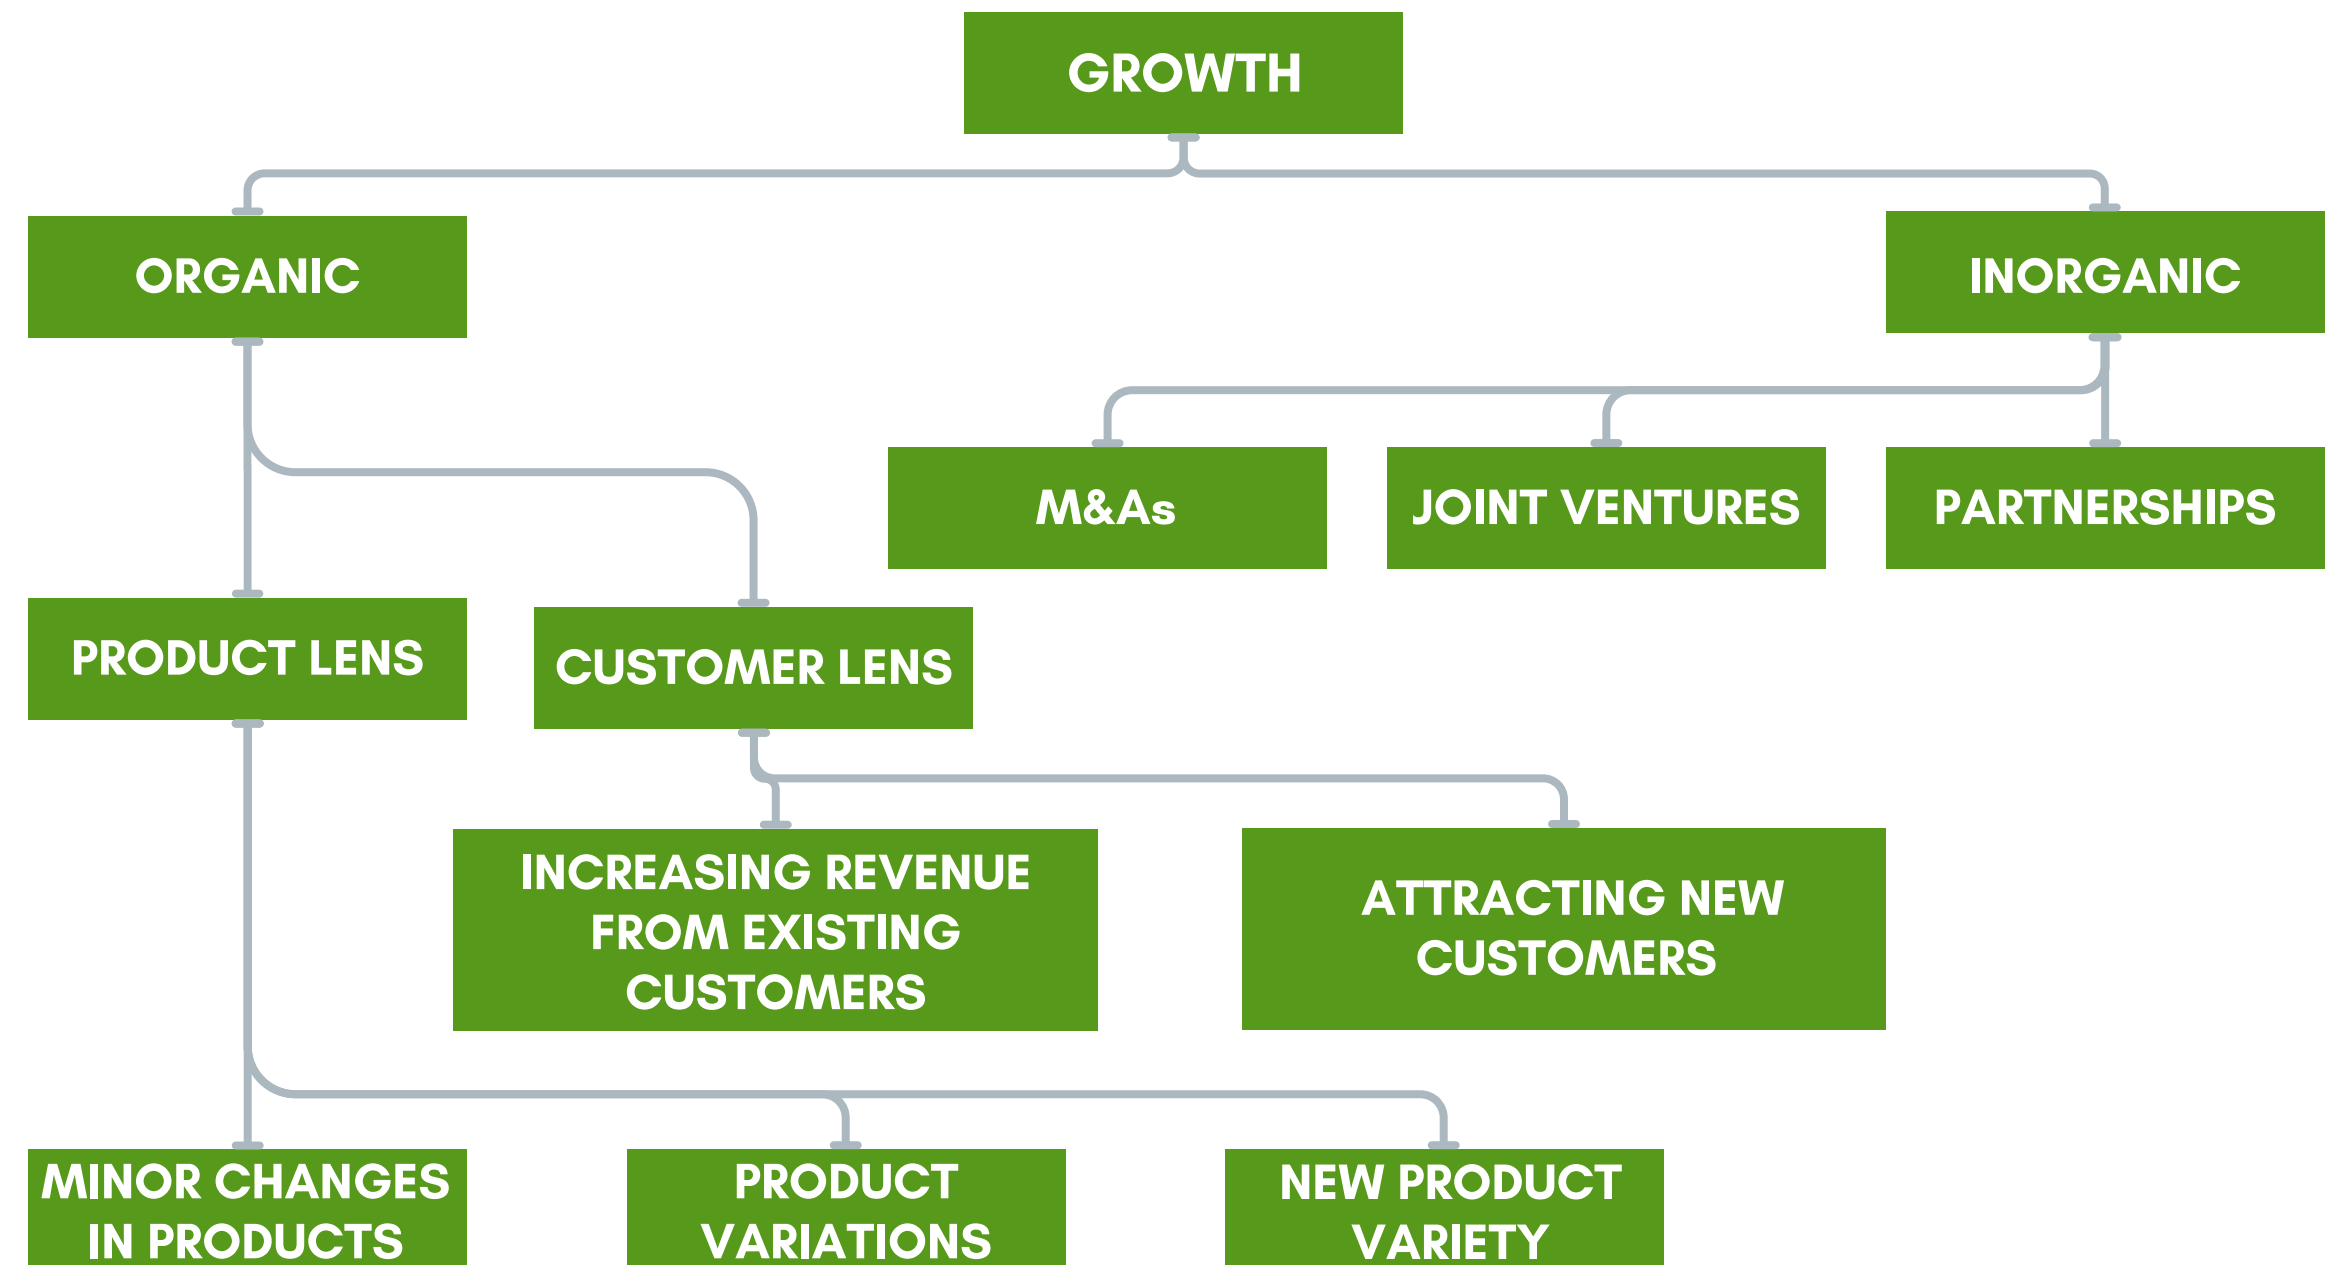 GROWTH
ORGANIC
INORGANIC
M&As
JOINT VENTURES
PARTNERSHIPS
PRODUCT LENS
CUSTOMER LENS
INCREASING REVENUE
FROM EXISTING
CUSTOMERS
ATTRACTING NEW
CUSTOMERS
MINOR CHANGES
IN PRODUCTS
PRODUCT
VARIATIONS
NEW PRODUCT
VARIETY